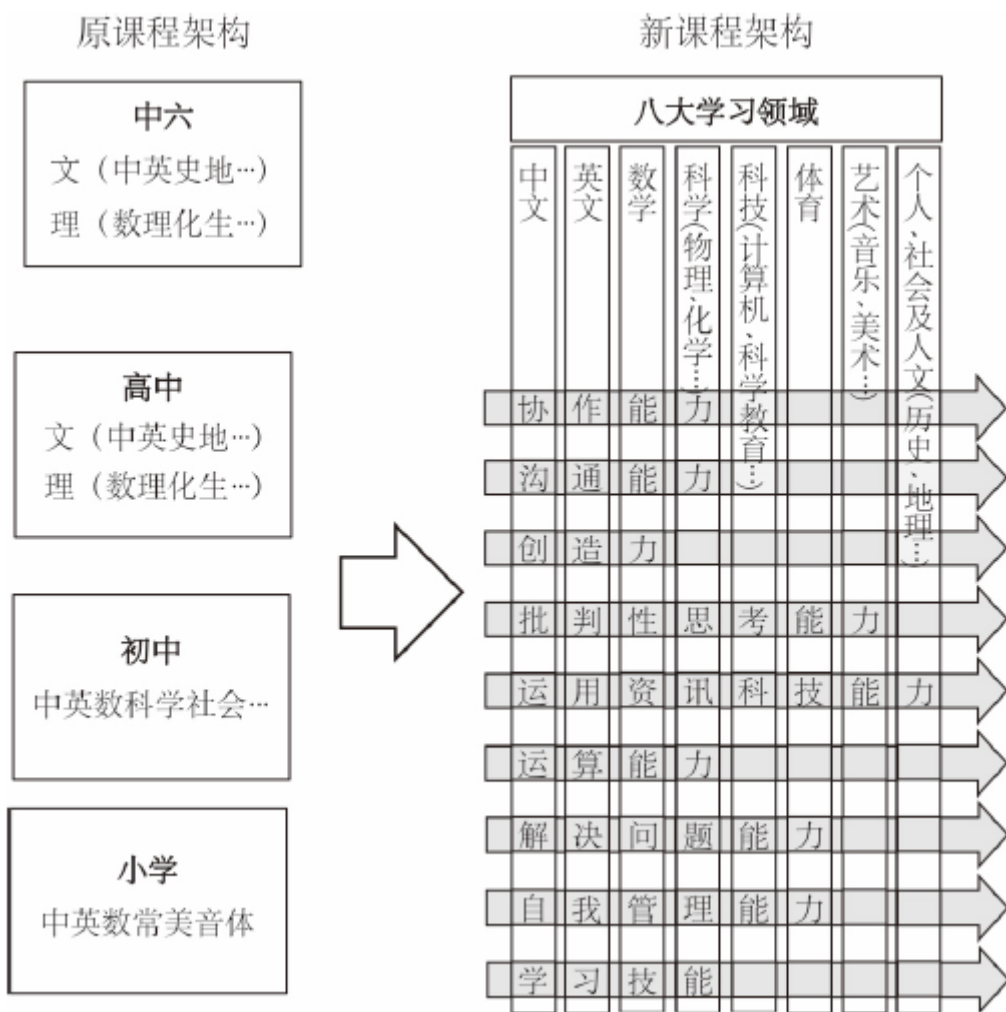 原课程架构
中六
文（中英史地…）
理（数理化生…）
高中
文（中英史地…）
理（数理化生…）
初中
中英数科学社会…
小学
中英数常美音体
新课程架构
八大学习领域
中文
英文
数学
科学(物理、化学…)
科技(计算机、科学教育…)
体育
艺术(音乐、美术…)
个人、社会及人文(历史、地理…)
协作能力
沟通能力
创造力
批判性思考能力
运用资讯科技能力
运算能力
解决问题能力
自我管理能力
学习技能